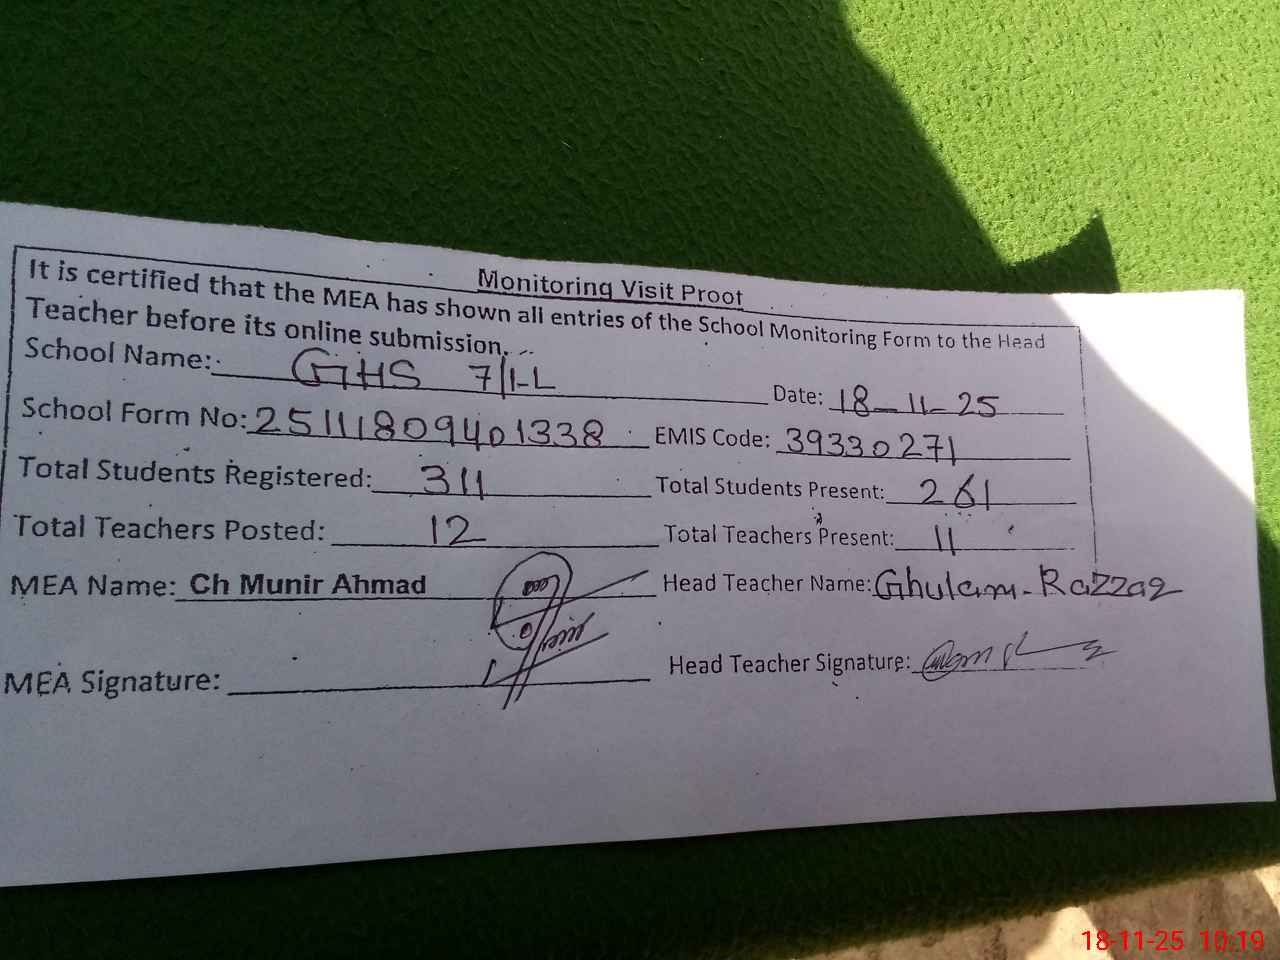 Monitoring Visit Proof
It is certified that the MEA has shown all entries of the School Monitoring Form to the Head
Teacher before its online submission.
School Name: GHS 7/1-L Date: 18-11-25
School Form No: 25111809401338 EMIS Code: 39330271
Total Students Registered: 311 Total Students Present: 261
Total Teachers Posted: 12 Total Teachers Present: 11
MEA Name: Ch Munir Ahmad Head Teacher Name: Ghulam-Razzaq
MEA Signature: Head Teacher Signature:
18-11-25 10:19